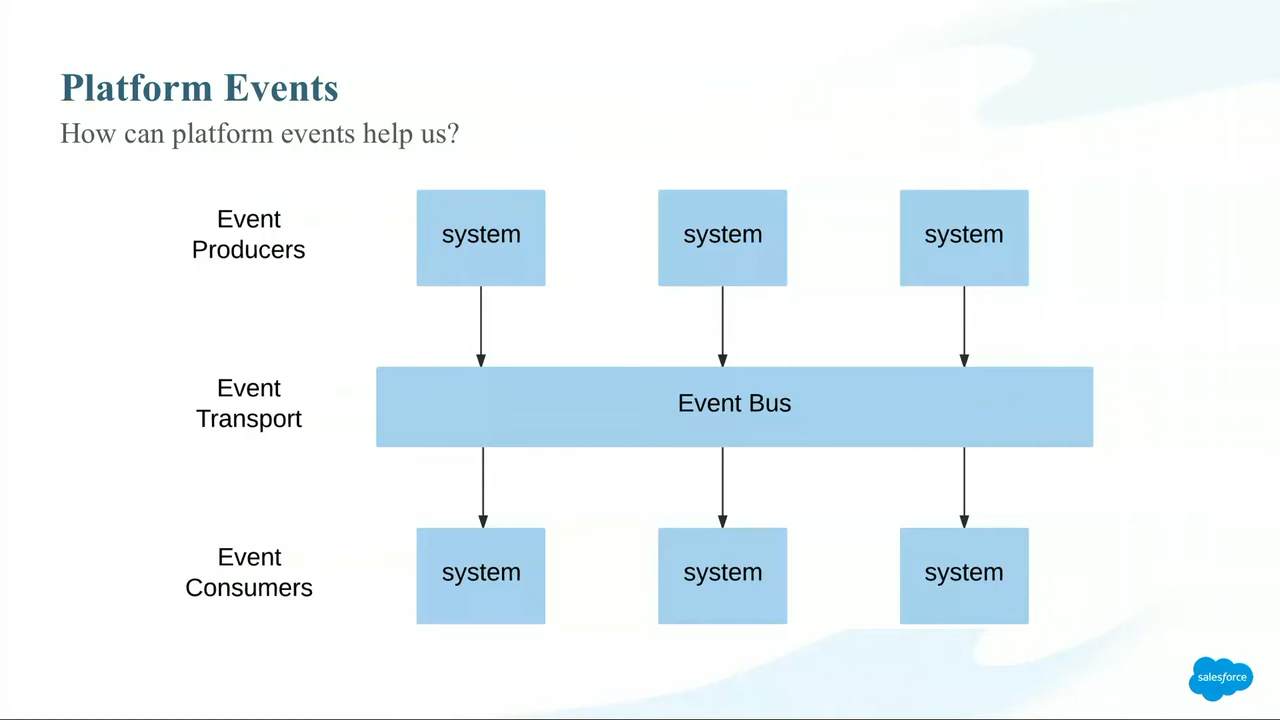 Platform Events
How can platform events help us?
Event
Producers
system
system
system
Event
Transport
Event Bus
Event
Consumers
system
system
system
salesforce